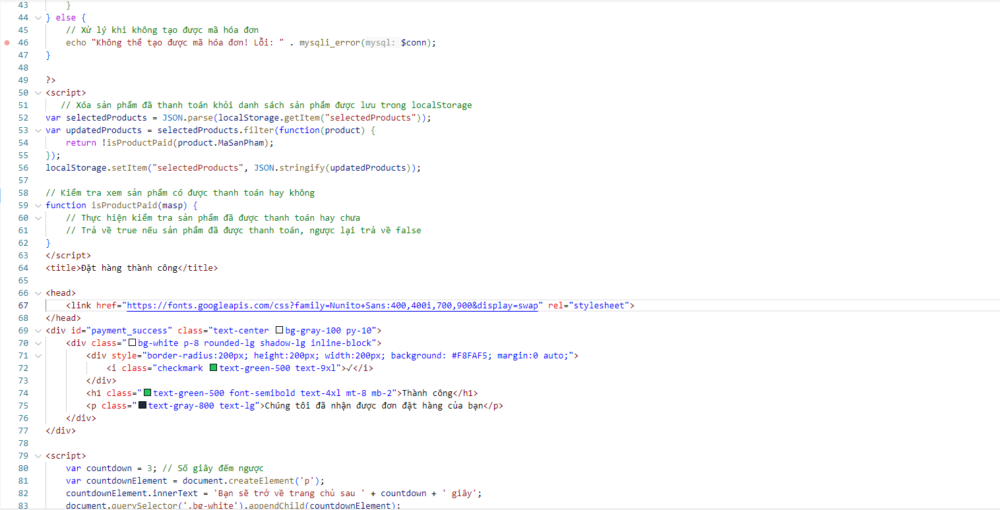 43 }
44 } else {
45 // Xử lý khi không tạo được mã hóa đơn
46 echo "Không thể tạo được mã hóa đơn! Lỗi: " . mysqli_error(mysql: $conn);
47 }
48
49 ?>
50 <script>
51 // Xóa sản phẩm đã thanh toán khỏi danh sách sản phẩm được lưu trong localStorage
52 var selectedProducts = JSON.parse(localStorage.getItem("selectedProducts"));
53 var updatedProducts = selectedProducts.filter(function(product) {
54 return !isProductPaid(product.MaSanPham);
55 });
56 localStorage.setItem("selectedProducts", JSON.stringify(updatedProducts));
57
58 // Kiểm tra xem sản phẩm có được thanh toán hay không
59 function isProductPaid(masp) {
60 // Thực hiện kiểm tra sản phẩm đã được thanh toán hay chưa
61 // Trả về true nếu sản phẩm đã được thanh toán, ngược lại trả về false
62 }
63 </script>
64 <title>Đặt hàng thành công</title>
65
66 <head>
67 <link href="https://fonts.googleapis.com/css?family=Nunito+Sans:400,400i,700,900&display=swap" rel="stylesheet">
68 </head>
69 <div id="payment_success" class="text-center bg-gray-100 py-10">
70 <div class="bg-white p-8 rounded-lg shadow-lg inline-block">
71 <div style="border-radius:200px; height:200px; width:200px; background: #F8FAF5; margin:0 auto;">
72 <i class="checkmark text-green-500 text-9xl">✓</i>
73 </div>
74 <h1 class="text-green-500 font-semibold text-4xl mt-8 mb-2">Thành công</h1>
75 <p class="text-gray-800 text-lg">Chúng tôi đã nhận được đơn đặt hàng của bạn</p>
76 </div>
77 </div>
78
79 <script>
80 var countdown = 3; // Số giây đếm ngược
81 var countdownElement = document.createElement('p');
82 countdownElement.innerText = 'Bạn sẽ trở về trang chủ sau ' + countdown + ' giây';
83 document.querySelector('.bg-white').appendChild(countdownElement);